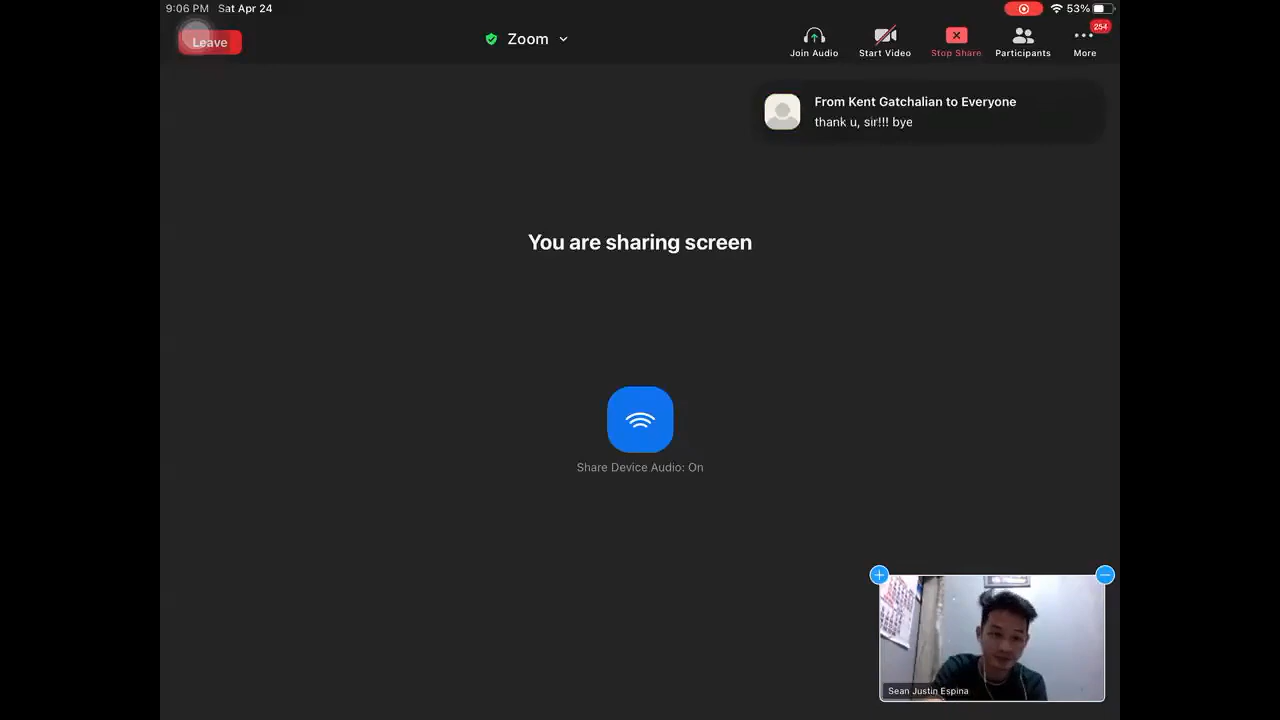 9:06 PM Sat Apr 24
53%
Leave
Zoom
Join Audio
Start Video
Stop Share
Participants
254
More
From Kent Gatchalian to Everyone
thank u, sir!!! bye
You are sharing screen
Share Device Audio: On
Sean Justin Espina